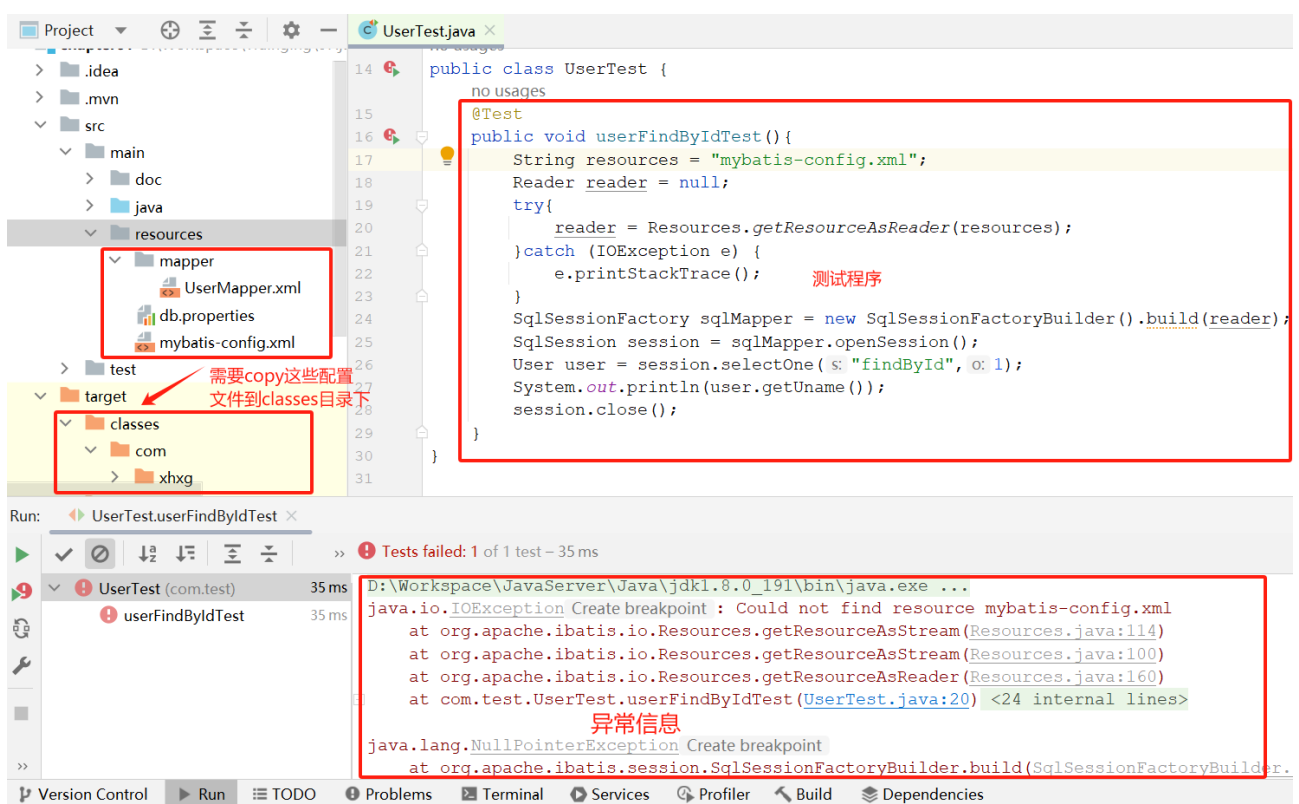 Project
UserTest.java
.idea
.mvn
src
main
doc
java
resources
mapper
UserMapper.xml
db.properties
mybatis-config.xml
test
target
classes
com
xhxg
需要copy这些配置
文件到classes目录下
14 public class UserTest {
no usages
15 @Test
16 public void userFindByIdTest(){
17 String resources = "mybatis-config.xml";
18 Reader reader = null;
19 try{
20 reader = Resources.getResourceAsReader(resources);
21 }catch (IOException e) {
22 e.printStackTrace();
测试程序
23 }
24 SqlSessionFactory sqlMapper = new SqlSessionFactoryBuilder().build(reader);
25 SqlSession session = sqlMapper.openSession();
26 User user = session.selectOne( s: "findById", o: 1);
27 System.out.println(user.getUname());
28 session.close();
29 }
30 }
31
Run: UserTest.userFindByIdTest
Tests failed: 1 of 1 test – 35 ms
UserTest (com.test) 35 ms
userFindByIdTest 35 ms
D:\Workspace\JavaServer\Java\jdk1.8.0_191\bin\java.exe ...
java.io.IOException Create breakpoint : Could not find resource mybatis-config.xml
at org.apache.ibatis.io.Resources.getResourceAsStream(Resources.java:114)
at org.apache.ibatis.io.Resources.getResourceAsStream(Resources.java:100)
at org.apache.ibatis.io.Resources.getResourceAsReader(Resources.java:160)
at com.test.UserTest.userFindByIdTest(UserTest.java:20) <24 internal lines>
异常信息
java.lang.NullPointerException Create breakpoint
at org.apache.ibatis.session.SqlSessionFactoryBuilder.build(SqlSessionFactoryBuilder.
Version Control Run TODO Problems Terminal Services Profiler Build Dependencies